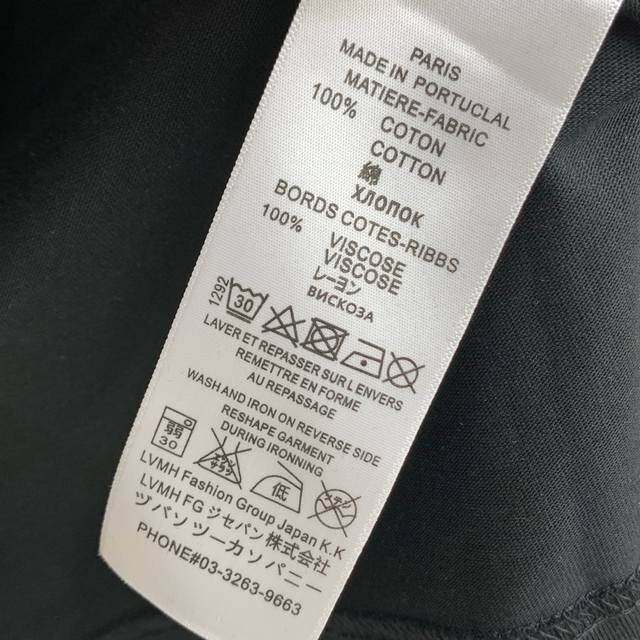 PARIS
MADE IN PORTUCLAL
MATIERE-FABRIC
100% COTON
COTTON
綿
ХЛОПОК
BORDS COTES-RIBBS
100% VISCOSE
VISCOSE
レーヨン
ВИСКОЗА
1292
30
LAVER ET REPASSER SUR L ENVERS
REMETTRE EN FORME
AU REPASSAGE
WASH AND IRON ON REVERSE SIDE
RESHAPE GARMENT
DURING IRONNING
弱
30
低
LVMH Fashion Group Japan K.K
LVMH FG ジセパン株式会社
ヅパソツーカソパニー
PHONE#03-3263-9663